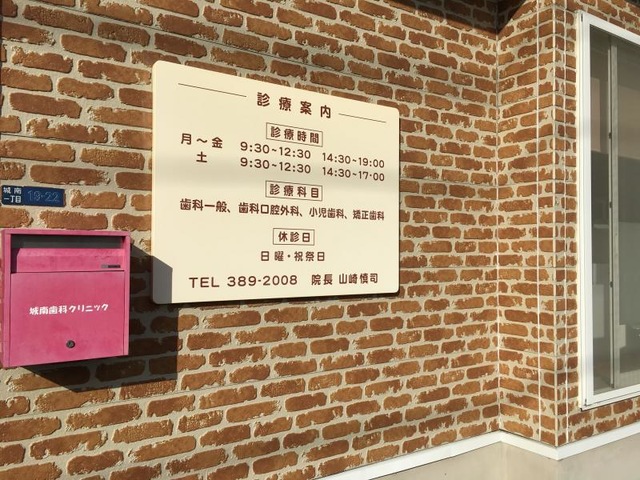 診療案内
診療時間
月～金 9:30~12:30 14:30~19:00
土 9:30~12:30 14:30~17:00
診療科目
歯科一般、歯科口腔外科、小児歯科、矯正歯科
休診日
日曜・祝祭日
TEL 389-2008 院長 山崎慎司
城南
一丁目 19-22
城南歯科クリニック